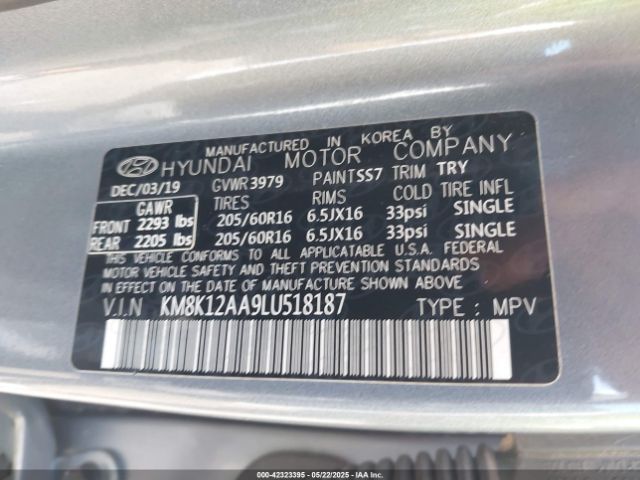 MANUFACTURED IN KOREA BY
HYUNDAI MOTOR COMPANY
DEC/03/19 GVWR 3979 PAINT SS7 TRIM TRY
GAWR TIRES RIMS COLD TIRE INFL
FRONT 2293 lbs 205/60R16 6.5JX16 33psi SINGLE
REAR 2205 lbs 205/60R16 6.5JX16 33psi SINGLE
THIS VEHICLE CONFORMS TO ALL APPLICABLE U.S.A. FEDERAL
MOTOR VEHICLE SAFETY AND THEFT PREVENTION STANDARDS
IN EFFECT ON THE DATE OF MANUFACTURE SHOWN ABOVE.
V.I.N KM8K12AA9LU518187 TYPE : MPV
000-42323395 - 05/22/2025 - IAAI.COM